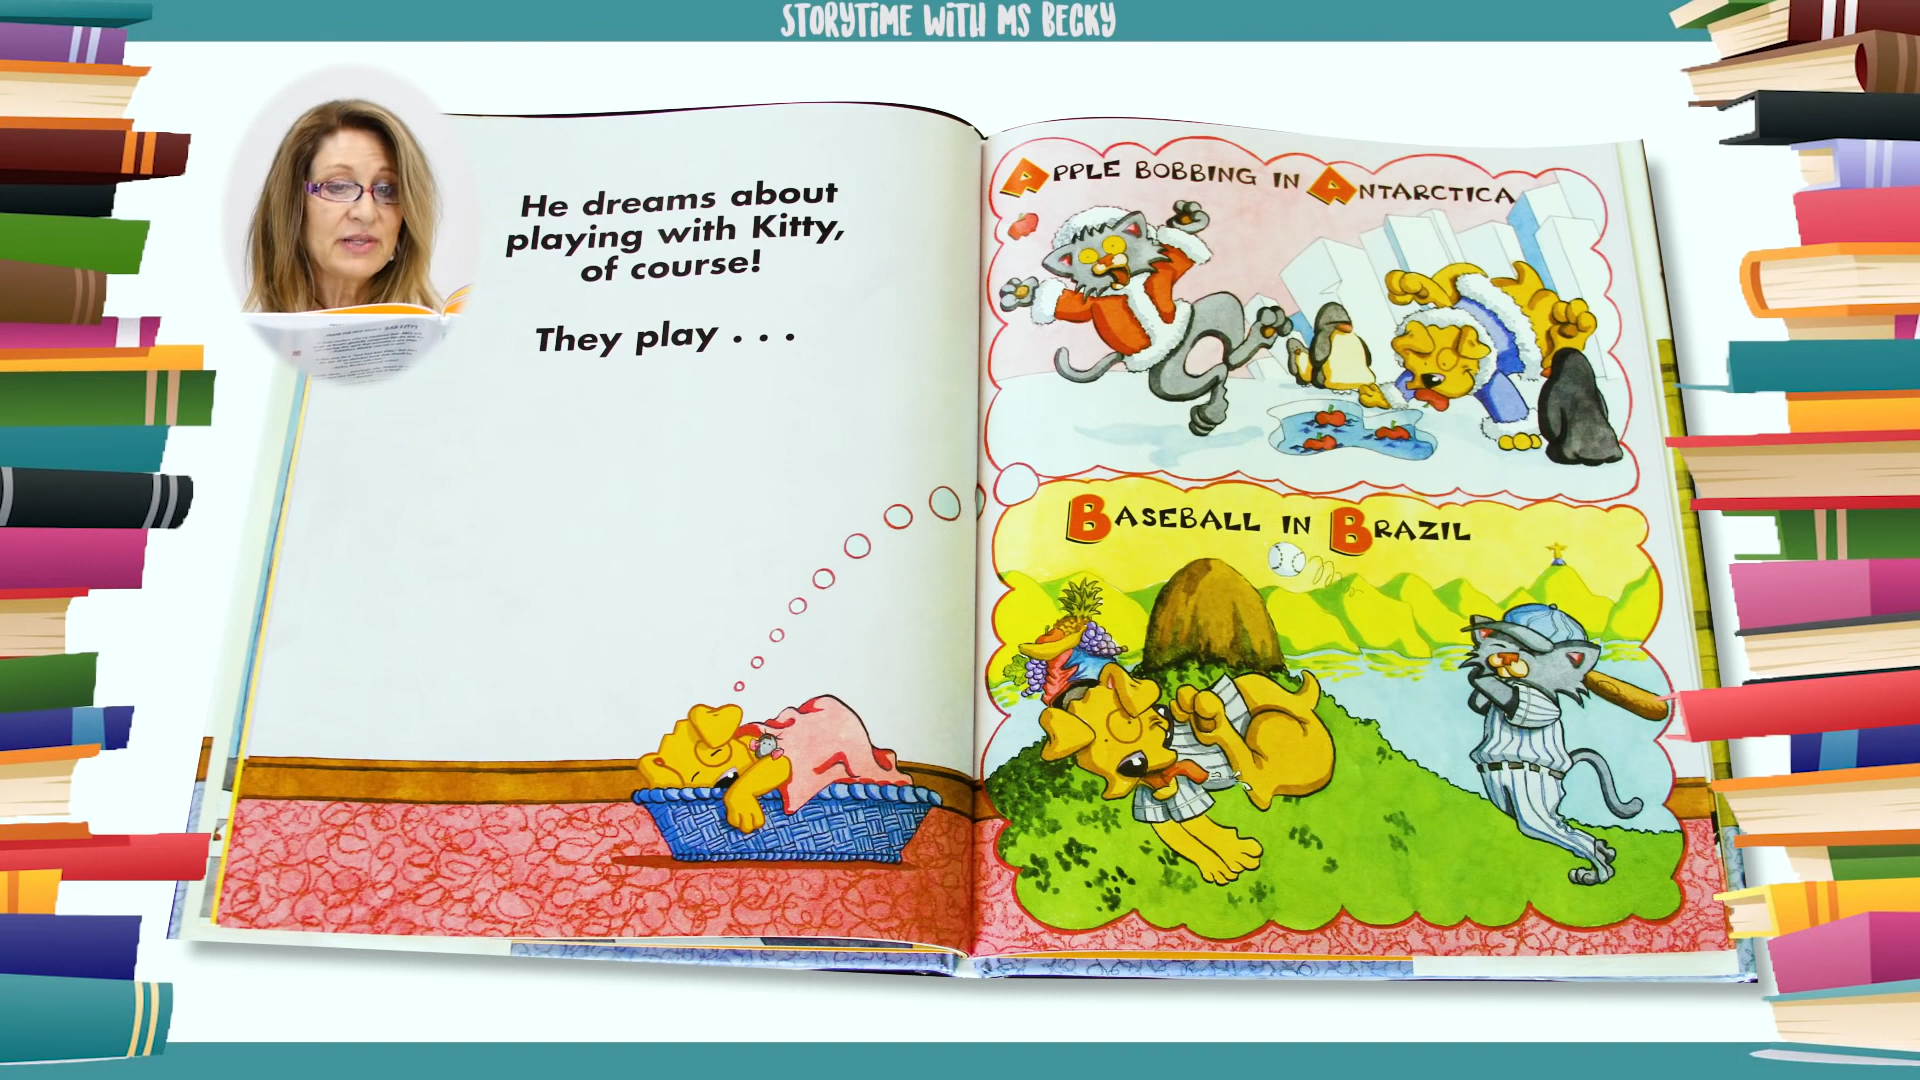 STORYTIME WITH MS BECKY
He dreams about
playing with Kitty,
of course!
They play . . .
APPLE BOBBING IN ANTARCTICA
BASEBALL IN BRAZIL